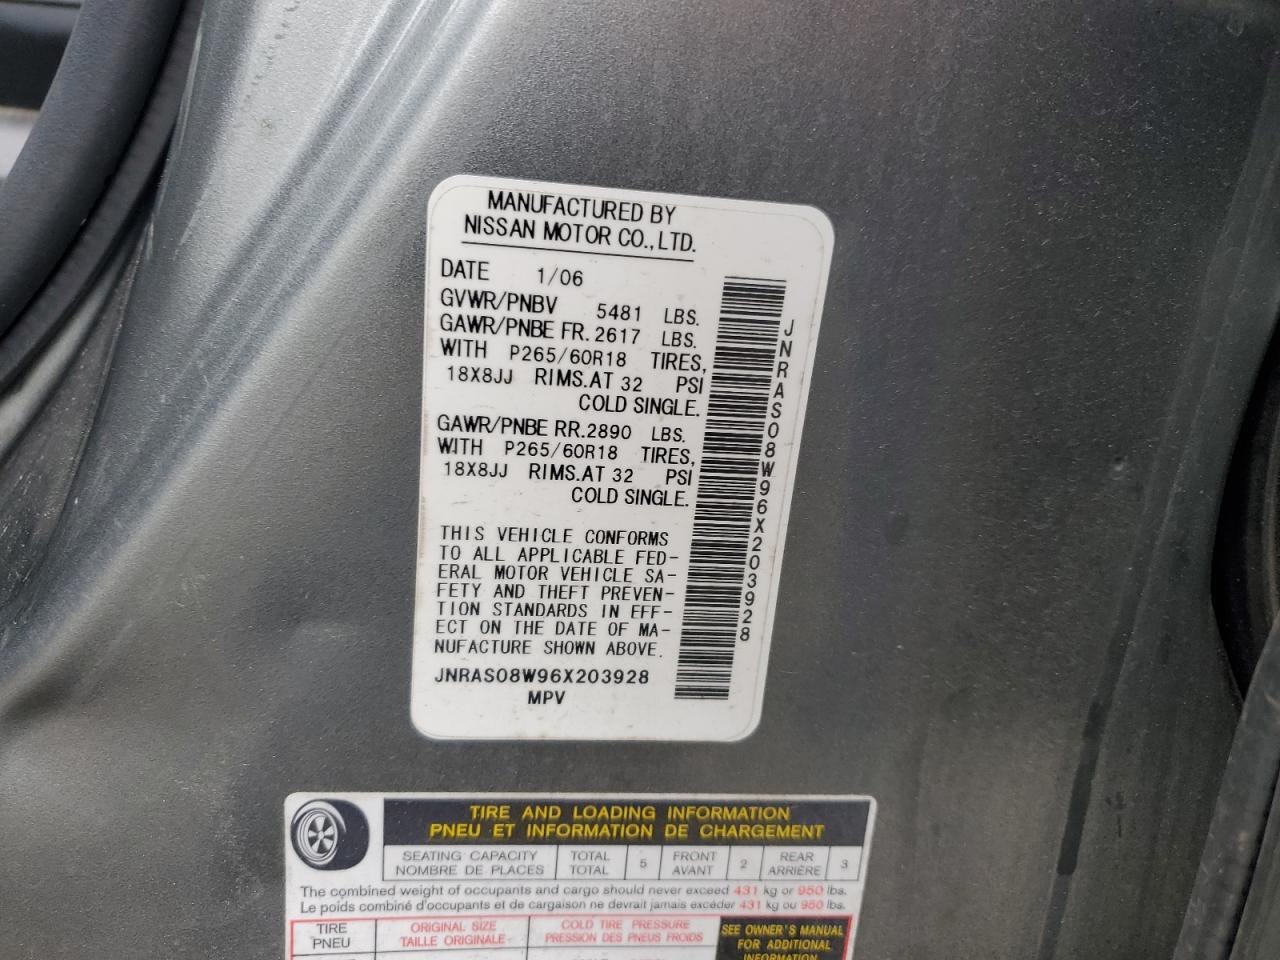 MANUFACTURED BY
NISSAN MOTOR CO., LTD.
DATE 1/06
GVWR/PNBV 5481 LBS.
GAWR/PNBE FR. 2617 LBS.
WITH P265/60R18 TIRES,
18X8JJ RIMS. AT 32 PSI
COLD SINGLE.
GAWR/PNBE RR. 2890 LBS.
WITH P265/60R18 TIRES,
18X8JJ RIMS. AT 32 PSI
COLD SINGLE.
THIS VEHICLE CONFORMS
TO ALL APPLICABLE FED-
ERAL MOTOR VEHICLE SA-
FETY AND THEFT PREVEN-
TION STANDARDS IN EFF-
ECT ON THE DATE OF MA-
NUFACTURE SHOWN ABOVE.
JNRAS08W96X203928
MPV
JNRAS08W96X203928
TIRE AND LOADING INFORMATION
PNEU ET INFORMATION DE CHARGEMENT
SEATING CAPACITY TOTAL 5 FRONT 2 REAR 3
NOMBRE DE PLACES TOTAL AVANT ARRIÈRE
The combined weight of occupants and cargo should never exceed 431 kg or 950 lbs.
Le poids combiné d'occupants et de cargaison ne devrait jamais excéder 431 kg ou 950 lbs.
TIRE ORIGINAL SIZE COLD TIRE PRESSURE SEE OWNER'S MANUAL
PNEU TAILLE ORIGINALE PRESSION DES PNEUS FROIDS FOR ADDITIONAL
INFORMATION